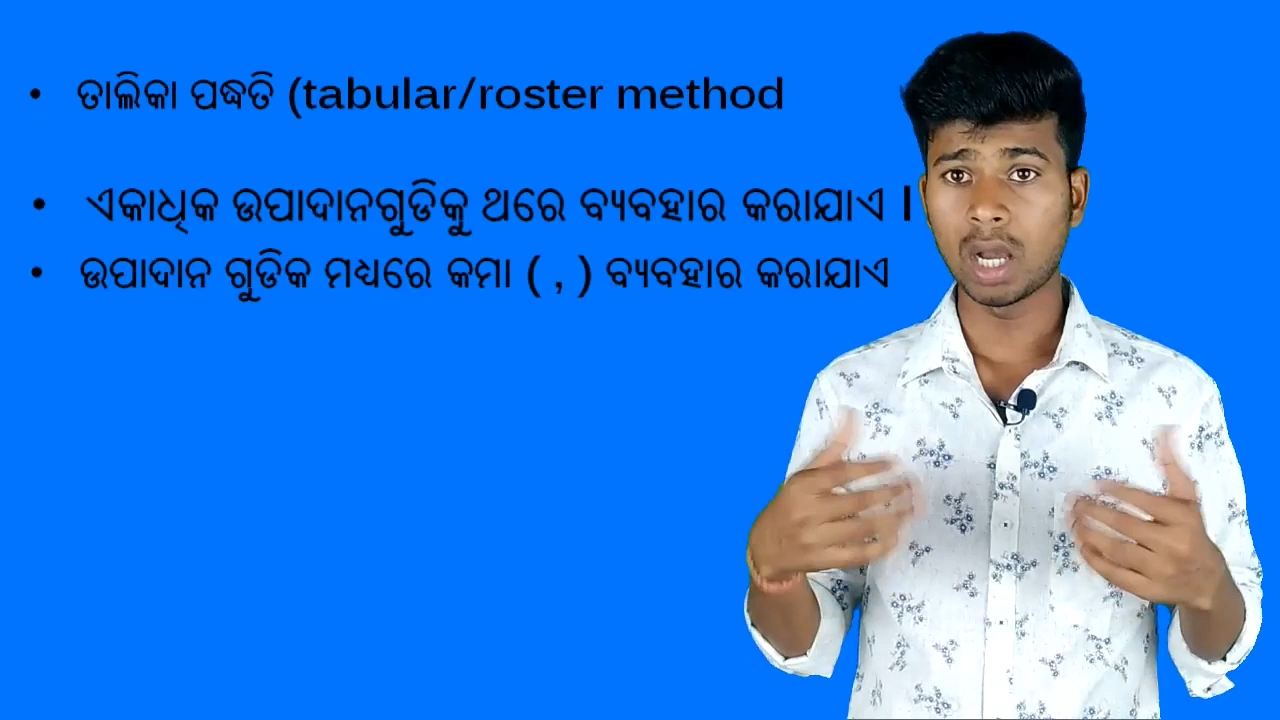 • ତାଲିକା ପଦ୍ଧତି (tabular/roster method
• ଏକାଧିକ ଉପାଦାନଗୁଡିକୁ ଥରେ ବ୍ୟବହାର କରାଯାଏ ।
• ଉପାଦାନ ଗୁଡିକ ମଧ୍ୟରେ କମା ( , ) ବ୍ୟବହାର କରାଯାଏ